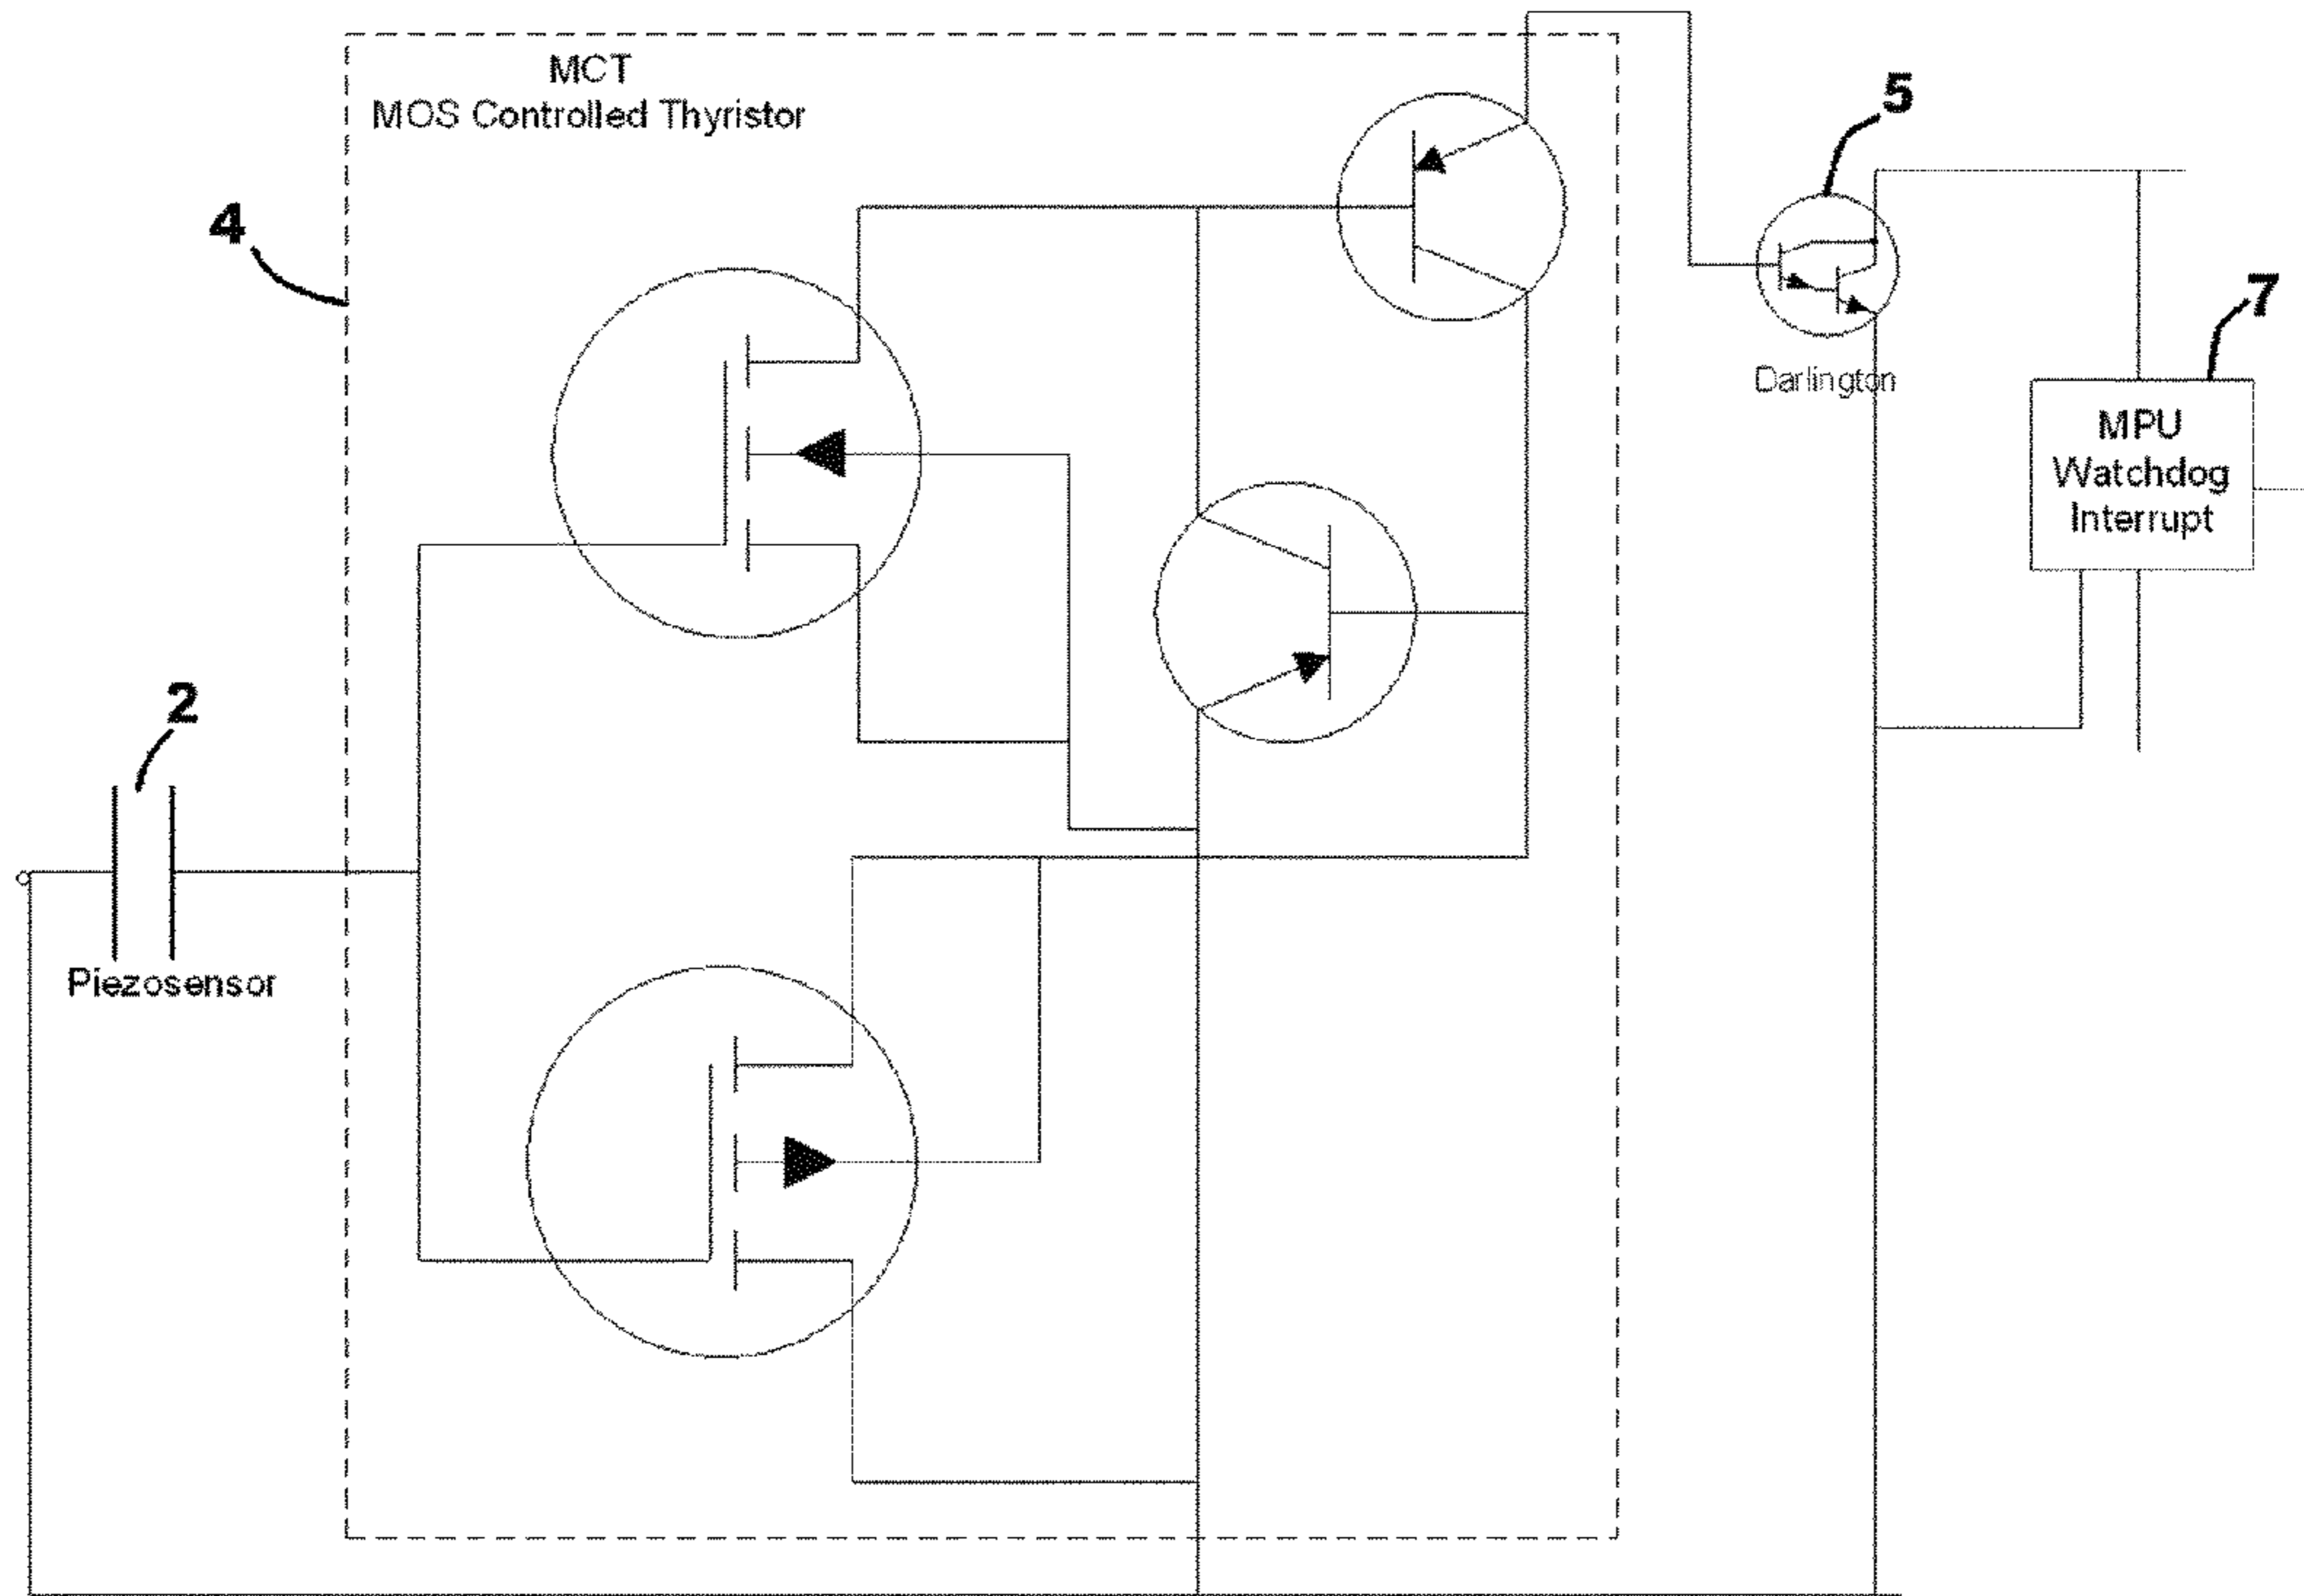 MCT
MOS Controlled Thyristor
5
4
7
Darlington
MPU
Watchdog
Interrupt
2
Piezosensor